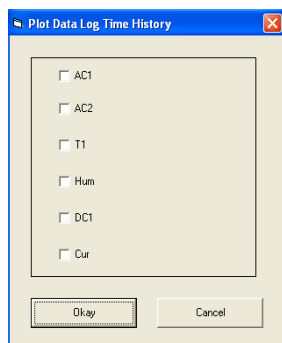 Plot Data Log Time History
AC1
AC2
T1
Hum
DC1
Cur
Okay Cancel